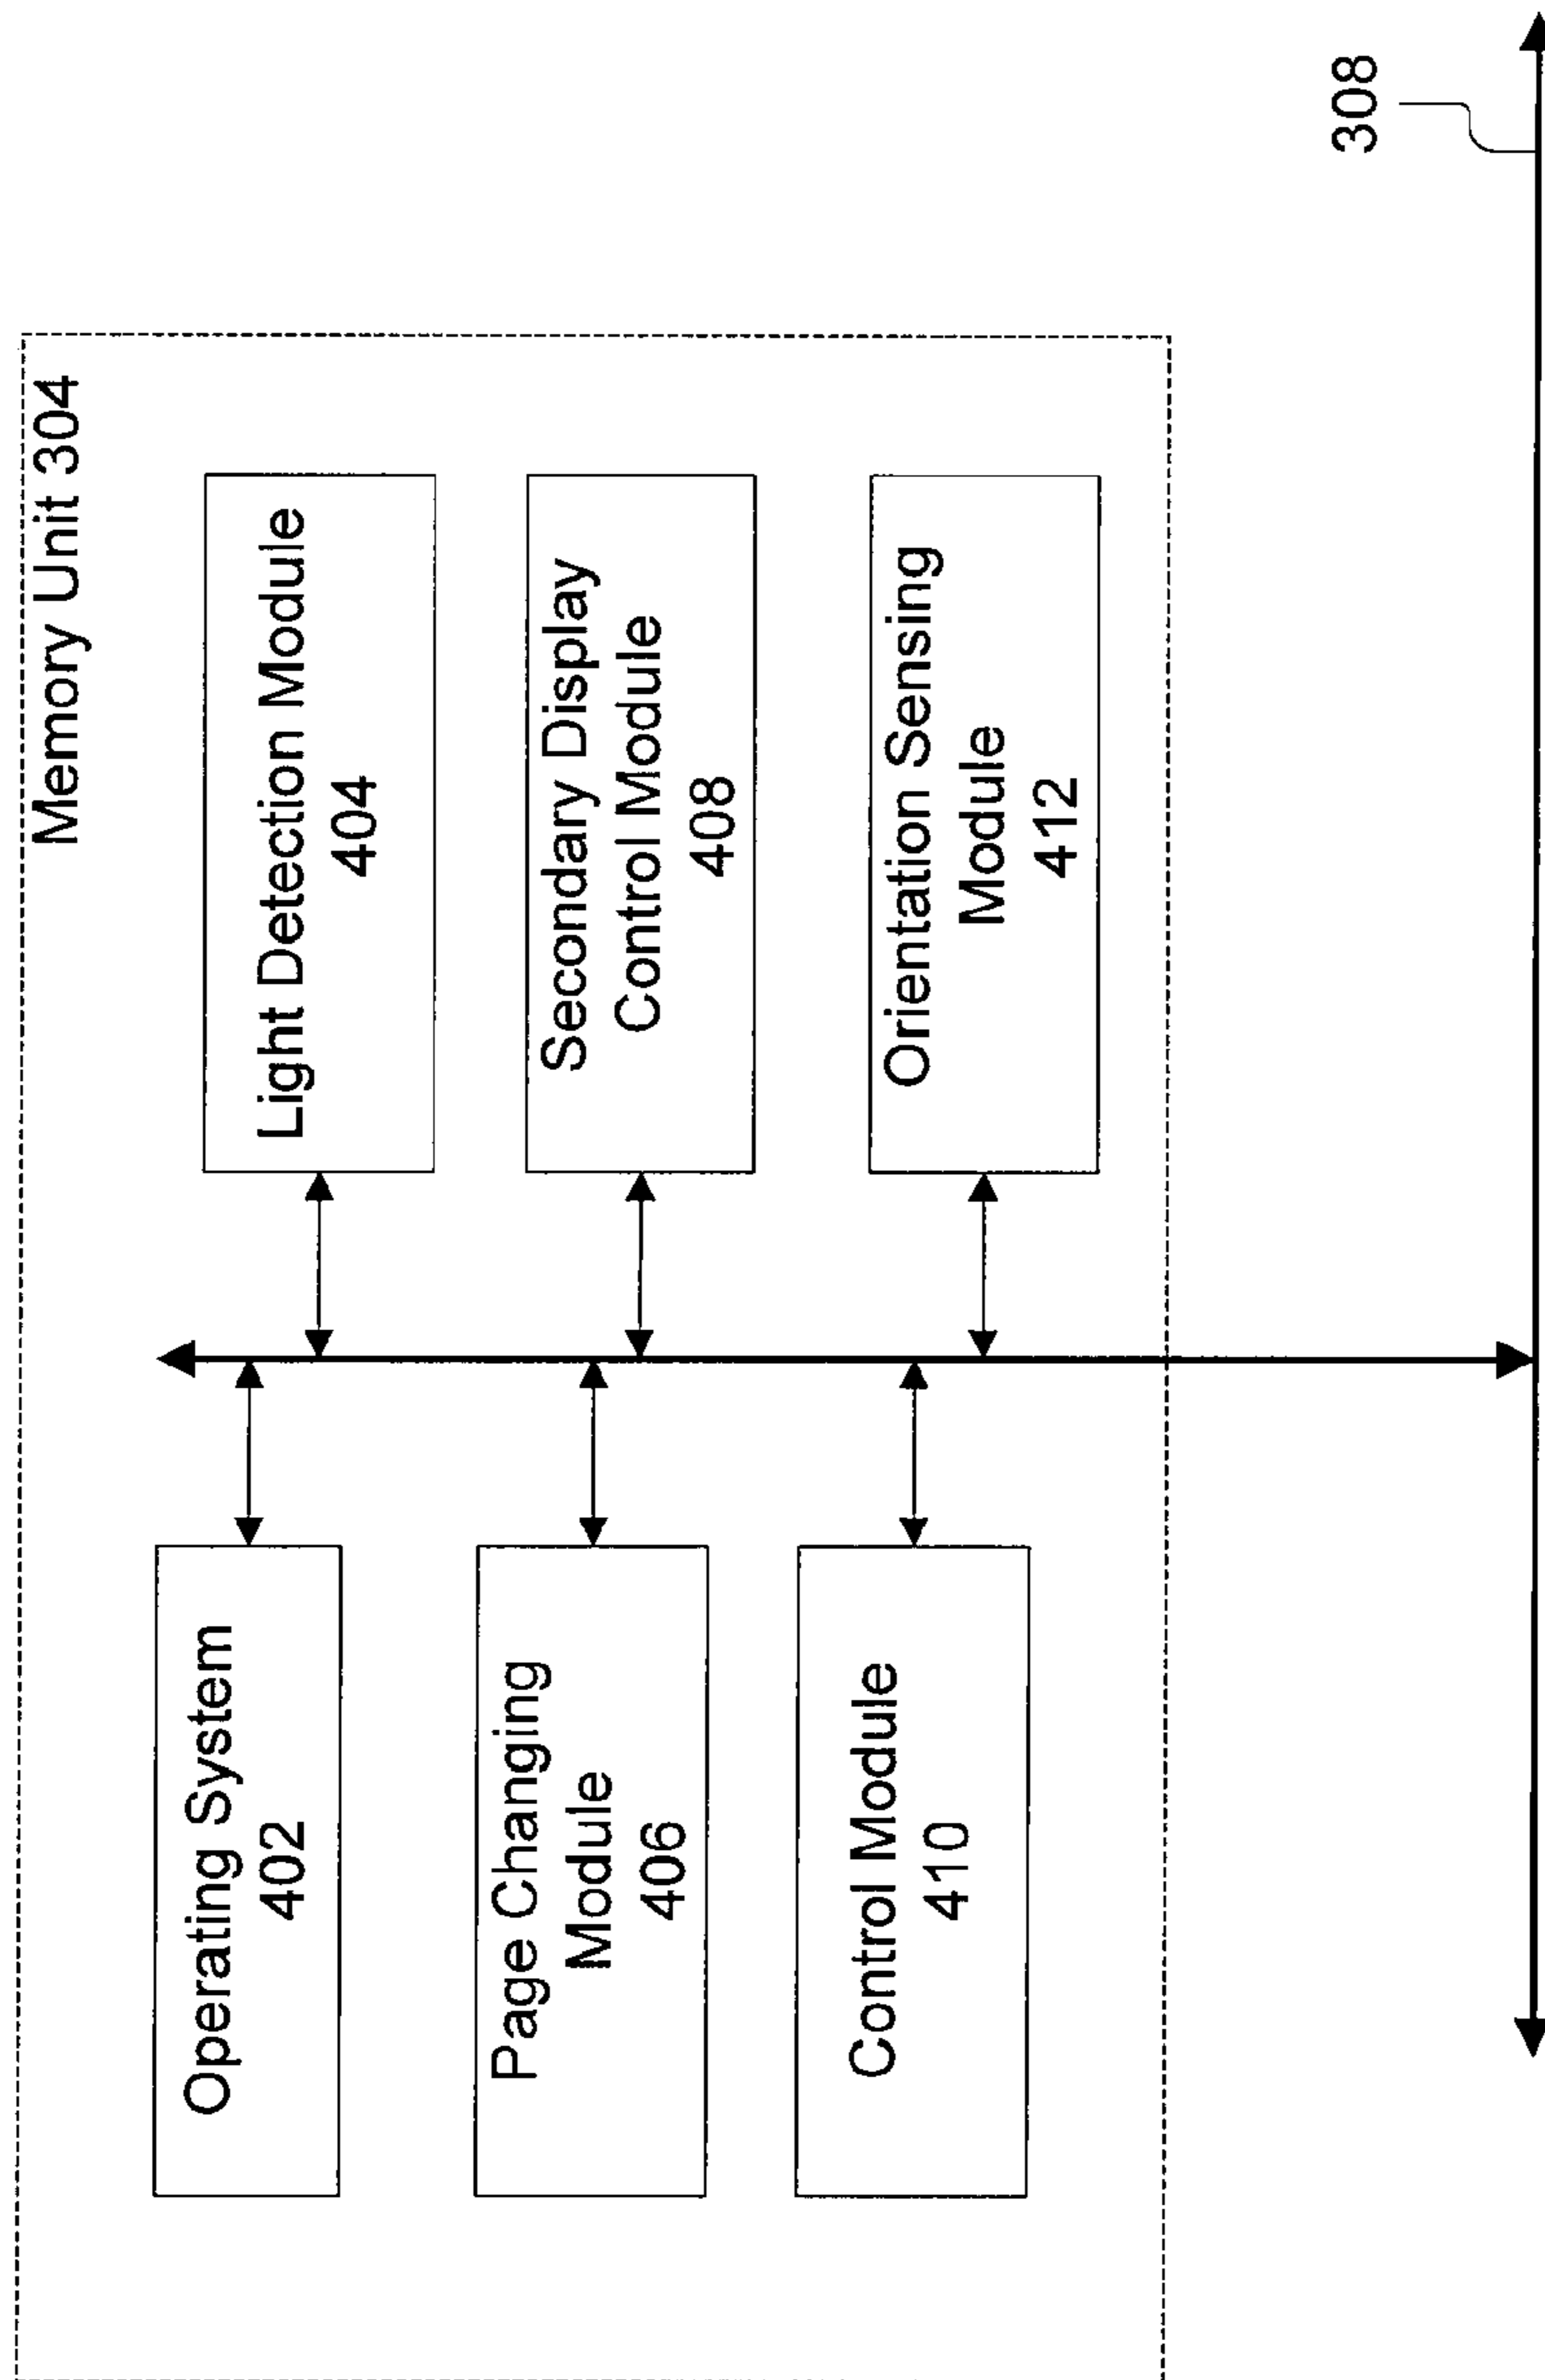 Memory Unit 304
Operating System
402
Light Detection Module
404
Page Changing
Module
406
Secondary Display
Control Module
408
Control Module
410
Orientation Sensing
Module
412
308